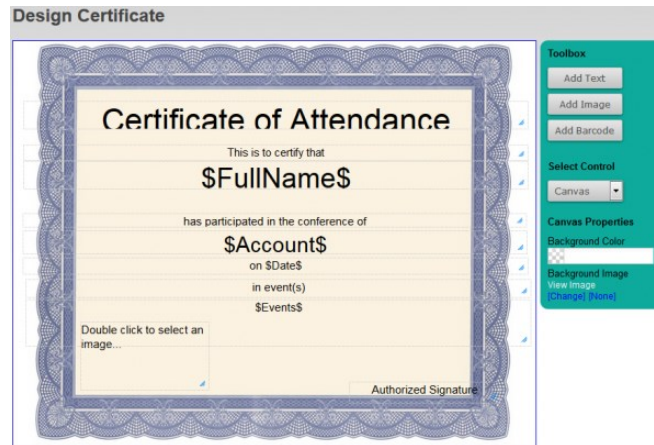 Design Certificate
Certificate of Attendance
This is to certify that
$FullName$
has participated in the conference of
$Account$
on $Date$
in event(s)
$Events$
Double click to select an
image...
Authorized Signature
Toolbox
Add Text
Add Image
Add Barcode
Select Control
Canvas
Canvas Properties
Background Color
Background Image
View Image
[Change] [None]